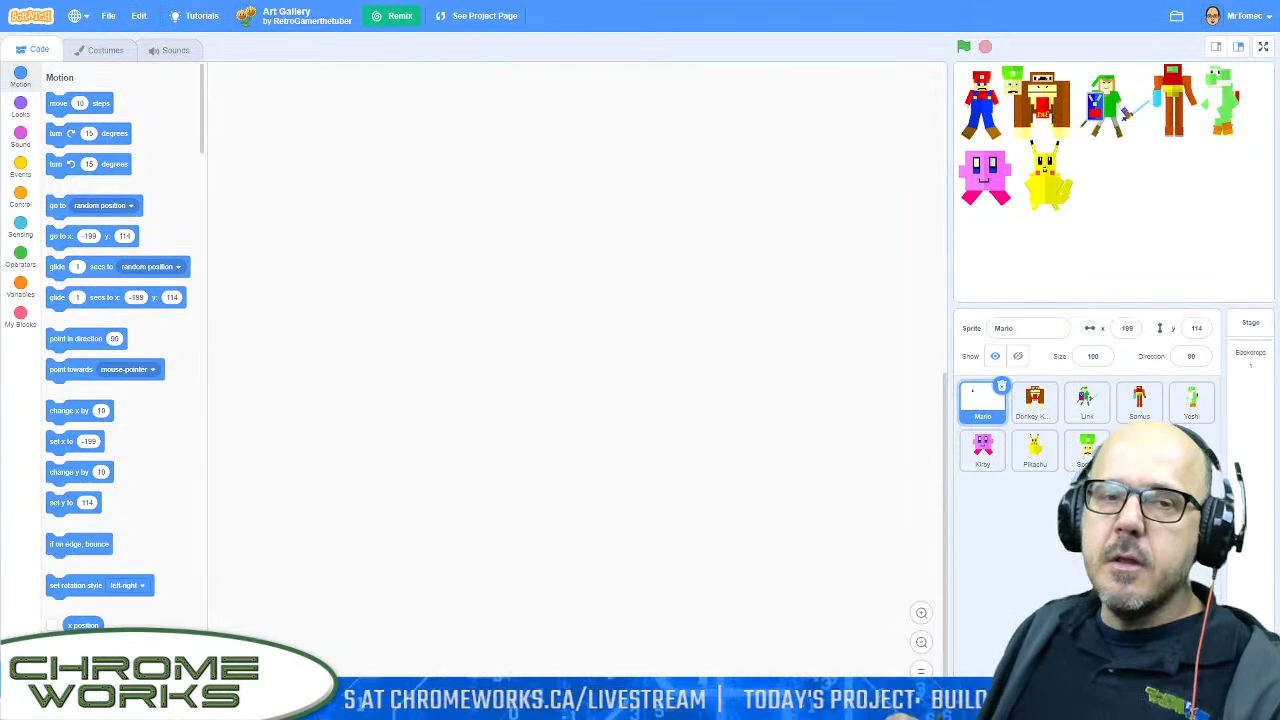 SCRATCH
File
Edit
Tutorials
Art Gallery
by RetroGamerthetuber
Remix
See Project Page
MrTomec
Code
Costumes
Sounds
Motion
Looks
Sound
Events
Control
Sensing
Operators
Variables
My Blocks
Motion
move 10 steps
turn 15 degrees
turn 15 degrees
go to random position
go to x: -199 y: 114
glide 1 secs to random position
glide 1 secs to x: -199 y: 114
point in direction 90
point towards mouse-pointer
change x by 10
set x to -199
change y by 10
set y to 114
if on edge, bounce
set rotation style left-right
x position
Sprite Mario x -199 y 114
Show Size 100 Direction 90
Stage
Backdrops
1
Mario
Donkey K...
Link
Samus
Yoshi
Kirby
Pikachu
CHROME
WORKS
S AT CHROMEWORKS.CA/LIVESTREAM | TODAY'S PROJECT: BUILD